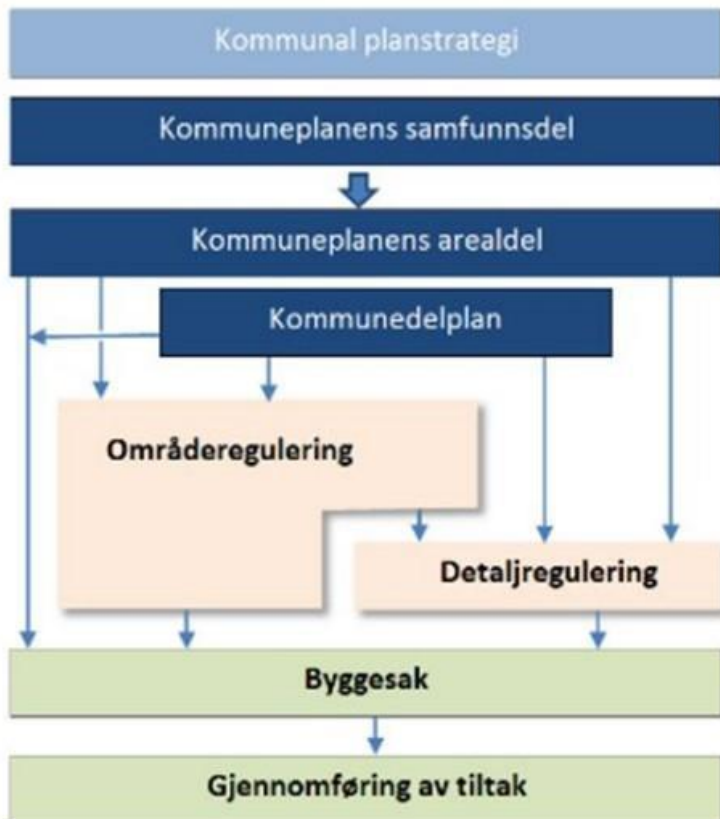 Kommunal planstrategi
Kommuneplanens samfunnsdel
Kommuneplanens arealdel
Kommunedelplan
Områderegulering
Detaljregulering
Byggesak
Gjennomføring av tiltak